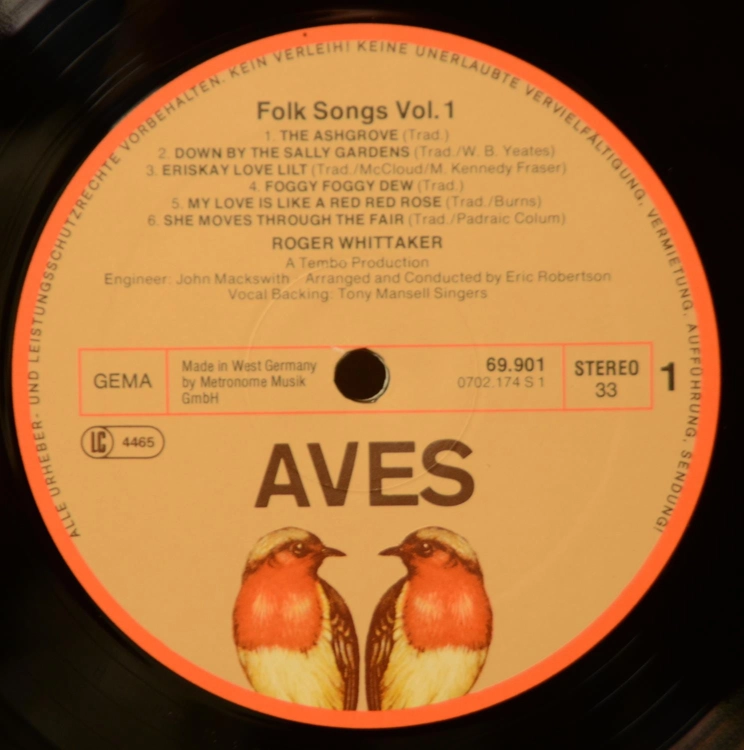 ALLE URHEBER- UND LEISTUNGSSCHUTZRECHTE VORBEHALTEN. KEIN VERLEIH! KEINE UNERLAUBTE VERVIELFÄLTIGUNG, VERMIETUNG, AUFFÜHRUNG, SENDUNG!
Folk Songs Vol. 1
1. THE ASHGROVE (Trad.)
2. DOWN BY THE SALLY GARDENS (Trad./W. B. Yeates)
3. ERISKAY LOVE LILT (Trad./McCloud/M. Kennedy Fraser)
4. FOGGY FOGGY DEW (Trad.)
5. MY LOVE IS LIKE A RED RED ROSE (Trad./Burns)
6. SHE MOVES THROUGH THE FAIR (Trad./Padraic Colum)
ROGER WHITTAKER
A Tembo Production
Engineer: John Mackswith Arranged and Conducted by Eric Robertson
Vocal Backing: Tony Mansell Singers
GEMA
Made in West Germany
by Metronome Musik
GmbH
69.901
0702.174 S 1
STEREO
33
1
LC 4465
AVES